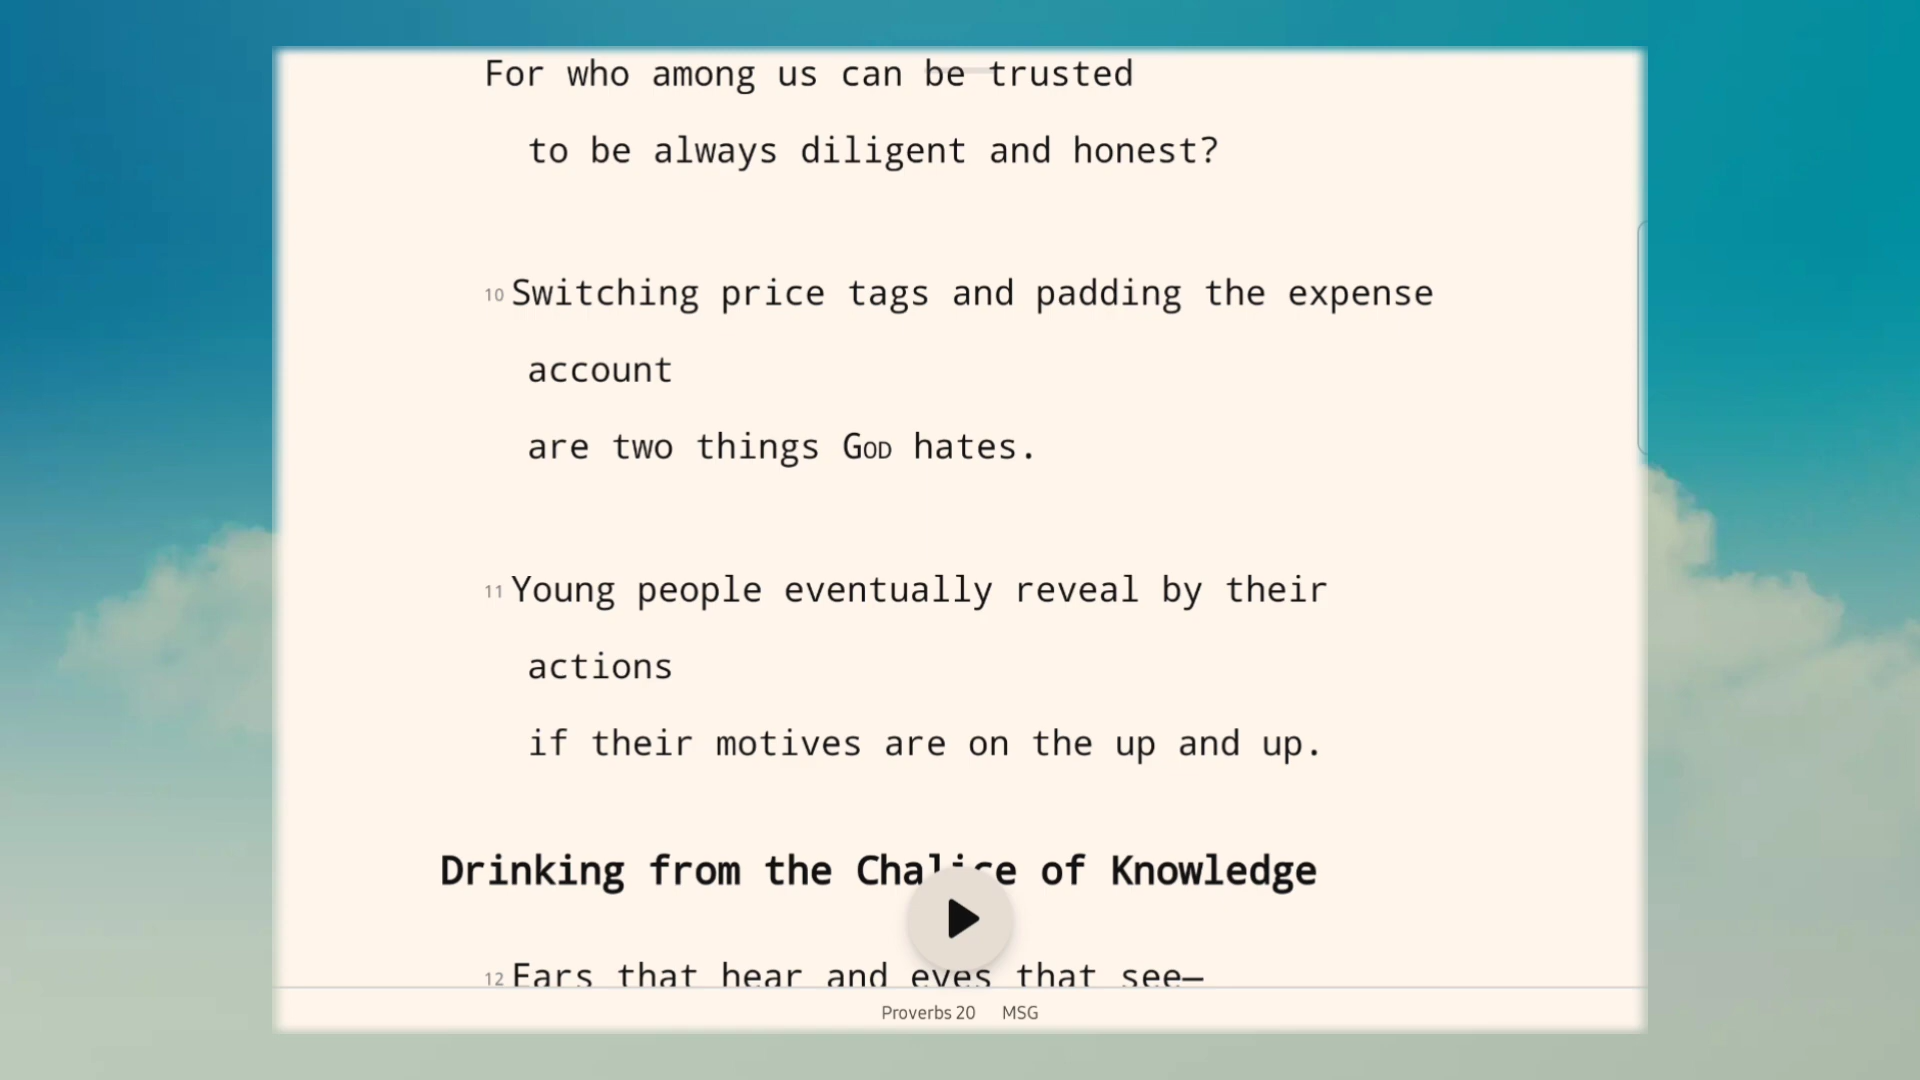 For who among us can be trusted
to be always diligent and honest?
10 Switching price tags and padding the expense
account
are two things GOD hates.
11 Young people eventually reveal by their
actions
if their motives are on the up and up.
Drinking from the Chalice of Knowledge
12 Ears that hear and eyes that see—
Proverbs 20 MSG